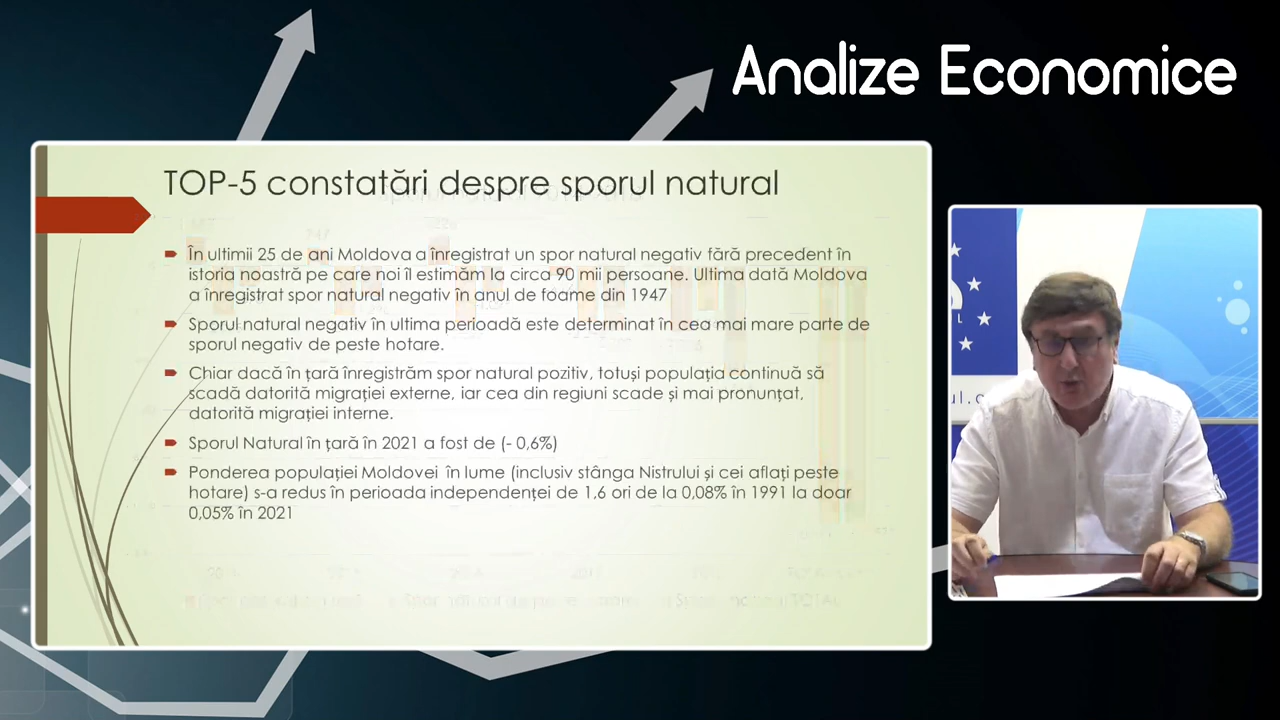 Analize Economice
TOP-5 constatări despre sporul natural
În ultimii 25 de ani Moldova a înregistrat un spor natural negativ fără precedent în
istoria noastră pe care noi îl estimăm la circa 90 mii persoane. Ultima dată Moldova
a înregistrat spor natural negativ în anul de foame din 1947
Sporul natural negativ în ultima perioadă este determinat în cea mai mare parte de
sporul negativ de peste hotare.
Chiar dacă în țară înregistrăm spor natural pozitiv, totuși populația continuă să
scadă datorită migrației externe, iar cea din regiuni scade și mai pronunțat,
datorită migrației interne.
Sporul Natural în țară în 2021 a fost de (- 0,6%)
Ponderea populației Moldovei în lume (inclusiv stânga Nistrului și cei aflați peste
hotare) s-a redus în perioada independenței de 1,6 ori de la 0,08% în 1991 la doar
0,05% în 2021